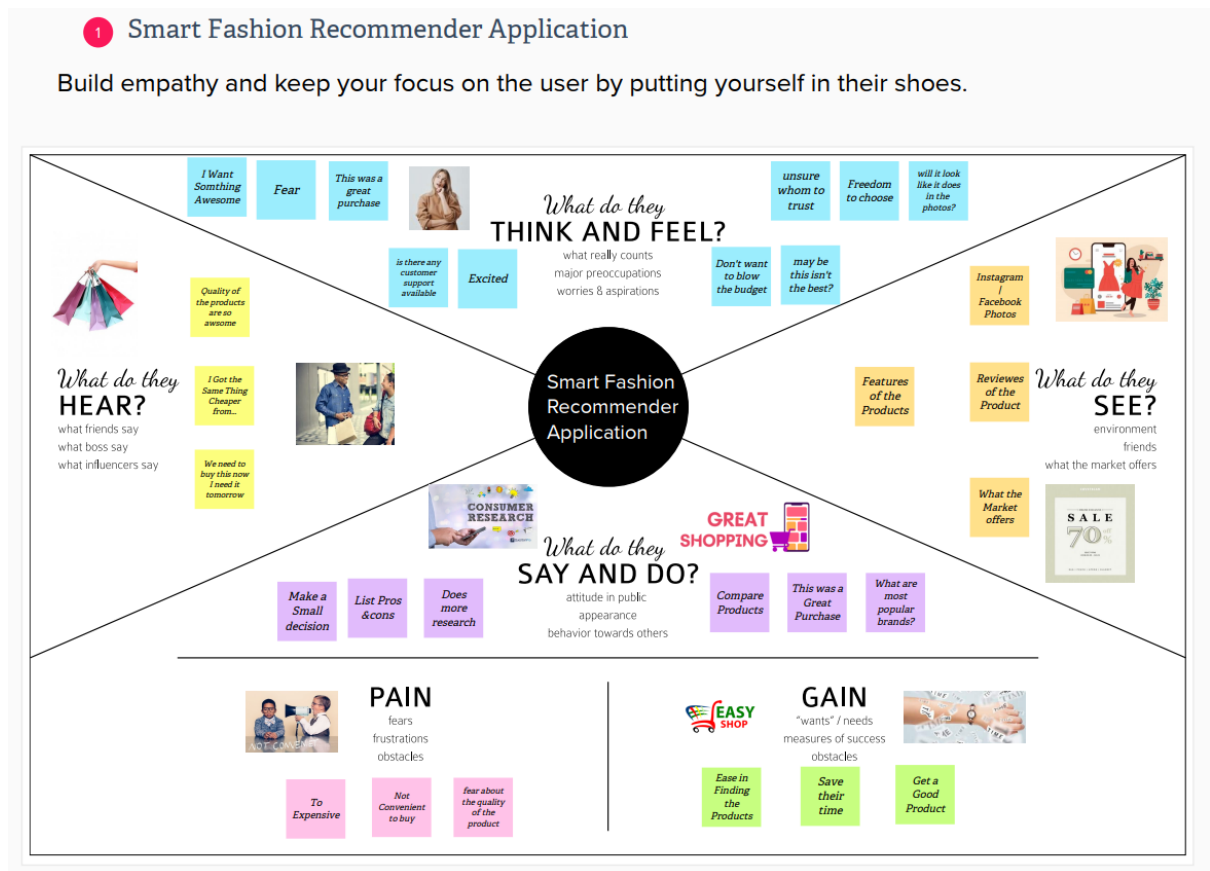 1
Smart Fashion Recommender Application
Build empathy and keep your focus on the user by putting yourself in their shoes.
I Want
Somthing
Awesome
Fear
This was a
great
purchase
is there any
customer
support
available
Excited
What do they
THINK AND FEEL?
what really counts
major preoccupations
worries & aspirations
unsure
whom to
trust
Freedom
to choose
will it look
like it does
in the
photos?
Don't want
to blow
the budget
may be
this isn't
the best?
Quality of
the products
are so
awsome
What do they
HEAR?
what friends say
what boss say
what influencers say
I Got the
Same Thing
Cheaper
from...
We need to
buy this now
I need it
tomorrow
Smart Fashion
Recommender
Application
Instagram
/
Facebook
Photos
Features
of the
Products
Reviewes
of the
Product
What do they
SEE?
environment
friends
what the market offers
What the
Market
offers
SALE
70 off
%
CONSUMER
RESEARCH
GREAT
SHOPPING
What do they
SAY AND DO?
attitude in public
appearance
behavior towards others
Make a
Small
decision
List Pros
&cons
Does
more
research
Compare
Products
This was a
Great
Purchase
What are
most
popular
brands?
PAIN
fears
frustrations
obstacles
To
Expensive
Not
Convenient
to buy
fear about
the quality
of the
product
EASY
SHOP
GAIN
"wants" / needs
measures of success
obstacles
TIME
TIME
Ease in
Finding
the
Products
Save
their
time
Get a
Good
Product